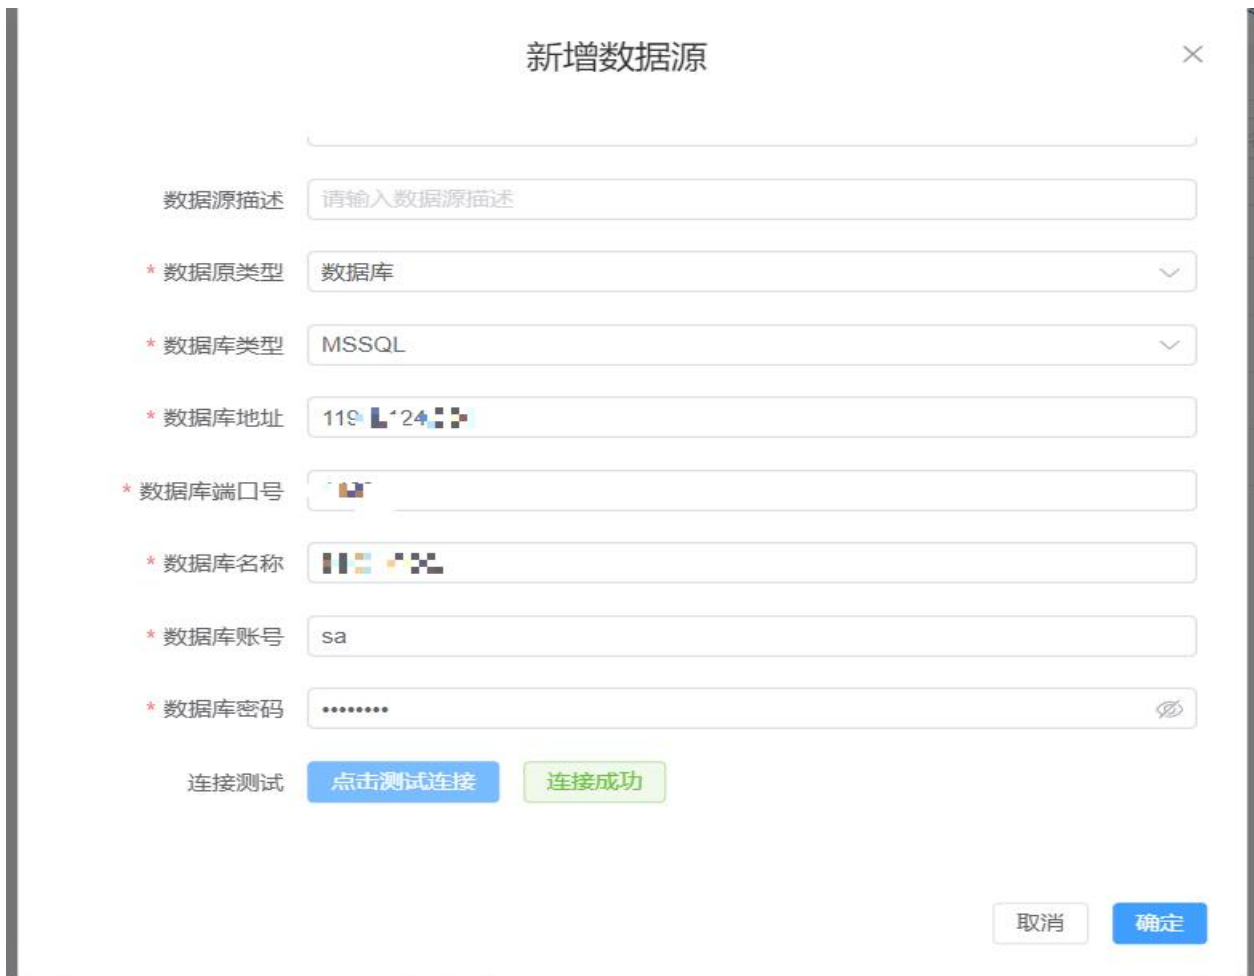 新增数据源
数据源描述 请输入数据源描述
* 数据原类型 数据库
* 数据库类型 MSSQL
* 数据库地址
* 数据库端口号
* 数据库名称
* 数据库账号 sa
* 数据库密码 ••••••••
连接测试 点击测试连接 连接成功
取消 确定